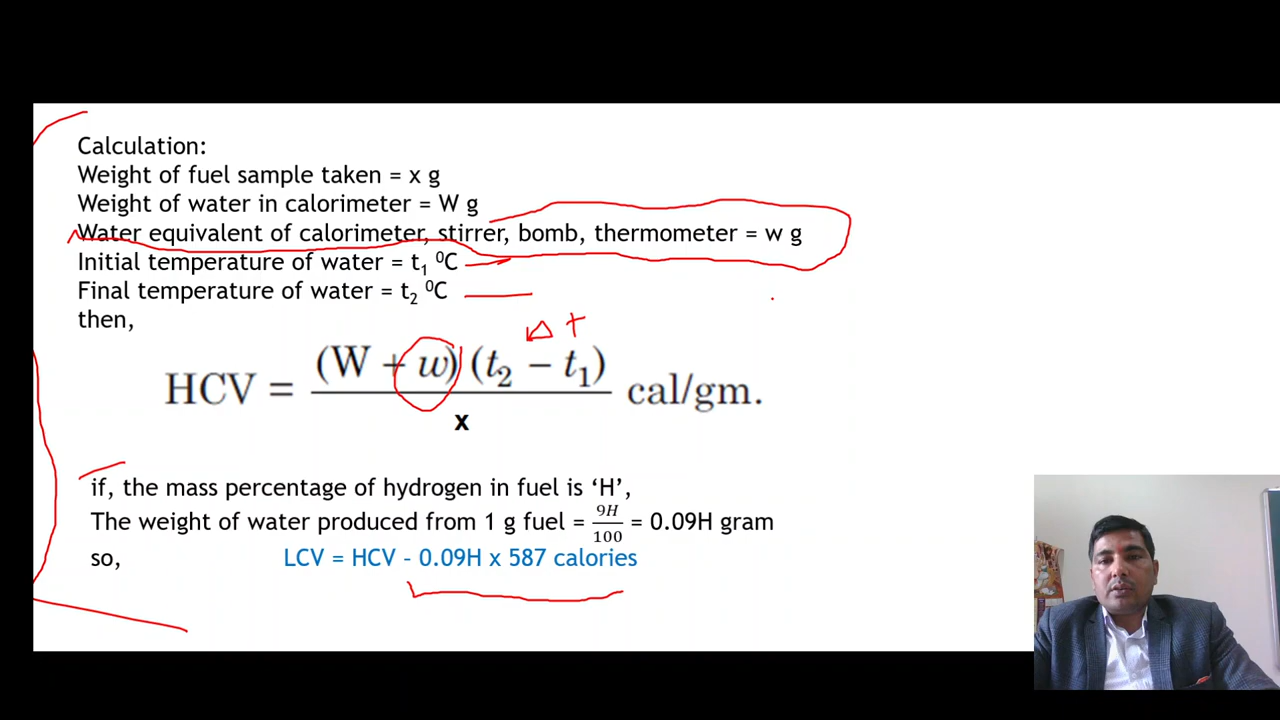 Calculation:
Weight of fuel sample taken = x g
Weight of water in calorimeter = W g
Water equivalent of calorimeter, stirrer, bomb, thermometer = w g
Initial temperature of water = t₁ ⁰C
Final temperature of water = t₂ ⁰C
then,
Δ t
HCV = (W + w) (t₂ − t₁) / x cal/gm.
if, the mass percentage of hydrogen in fuel is ‘H’,
The weight of water produced from 1 g fuel = 9H/100 = 0.09H gram
so, LCV = HCV - 0.09H x 587 calories